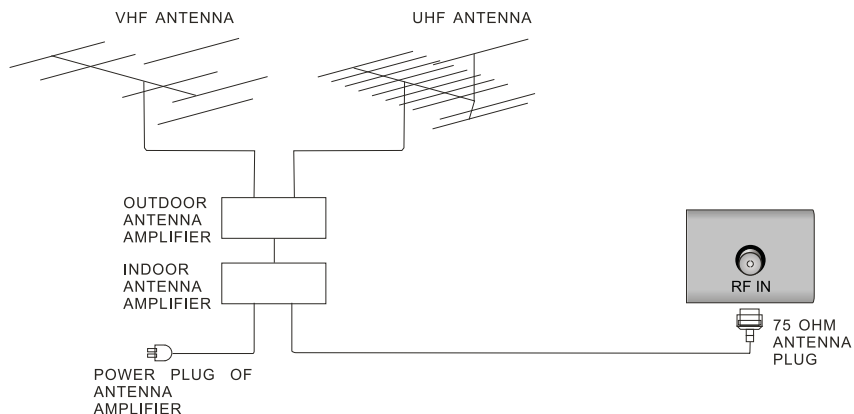 VHF ANTENNA
UHF ANTENNA
OUTDOOR
ANTENNA
AMPLIFIER
INDOOR
ANTENNA
AMPLIFIER
RF IN
75 OHM
ANTENNA
PLUG
POWER PLUG OF
ANTENNA
AMPLIFIER